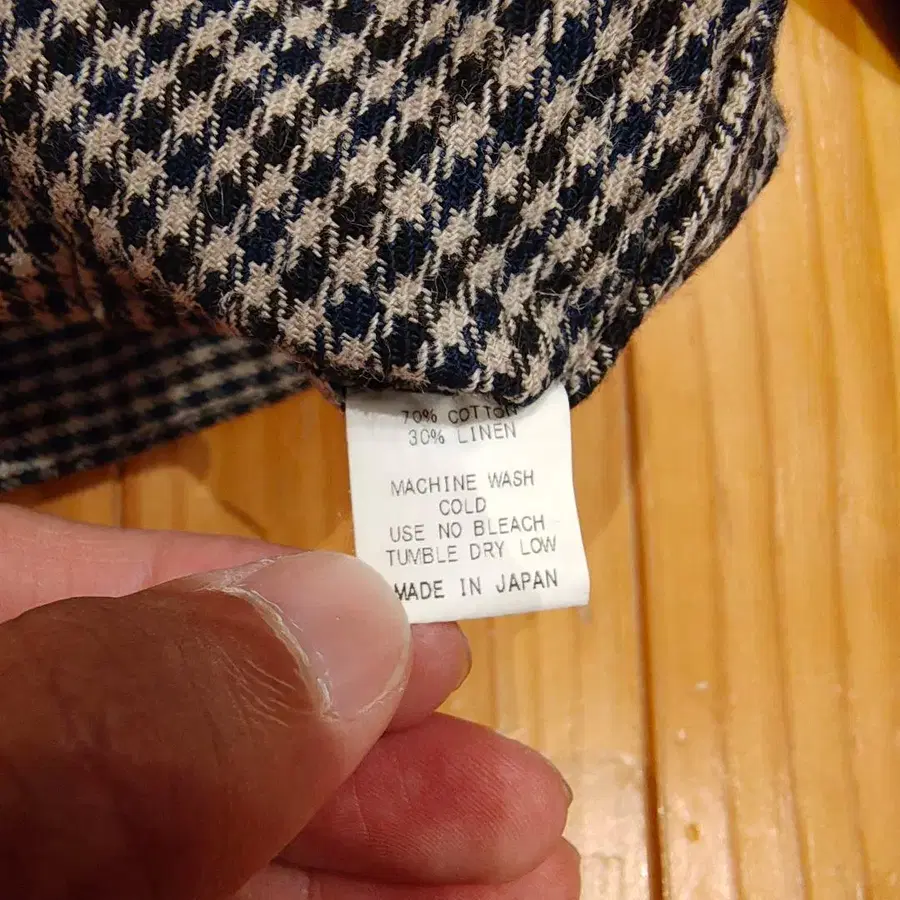 70% COTTON
30% LINEN
MACHINE WASH
COLD
USE NO BLEACH
TUMBLE DRY LOW
MADE IN JAPAN